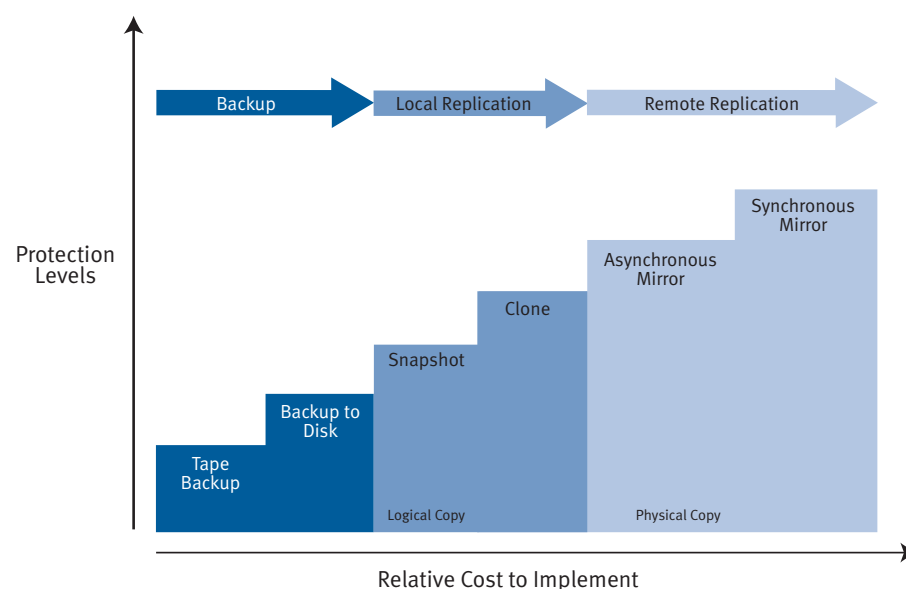 Backup
Local Replication
Remote Replication
Protection
Levels
Synchronous
Mirror
Asynchronous
Mirror
Clone
Snapshot
Backup to
Disk
Tape
Backup
Logical Copy
Physical Copy
Relative Cost to Implement